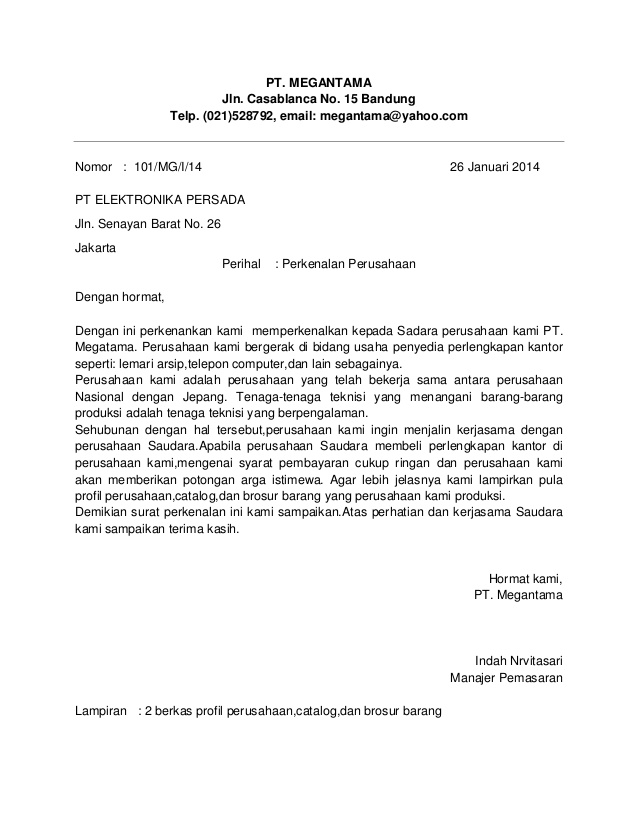 PT. MEGANTAMA
Jln. Casablanca No. 15 Bandung
Telp. (021)528792, email: megantama@yahoo.com
Nomor : 101/MG/I/14 26 Januari 2014
PT ELEKTRONIKA PERSADA
Jln. Senayan Barat No. 26
Jakarta
Perihal : Perkenalan Perusahaan
Dengan hormat,
Dengan ini perkenankan kami memperkenalkan kepada Sadara perusahaan kami PT.
Megatama. Perusahaan kami bergerak di bidang usaha penyedia perlengkapan kantor
seperti: lemari arsip,telepon computer,dan lain sebagainya.
Perusahaan kami adalah perusahaan yang telah bekerja sama antara perusahaan
Nasional dengan Jepang. Tenaga-tenaga teknisi yang menangani barang-barang
produksi adalah tenaga teknisi yang berpengalaman.
Sehubunan dengan hal tersebut,perusahaan kami ingin menjalin kerjasama dengan
perusahaan Saudara.Apabila perusahaan Saudara membeli perlengkapan kantor di
perusahaan kami,mengenai syarat pembayaran cukup ringan dan perusahaan kami
akan memberikan potongan arga istimewa. Agar lebih jelasnya kami lampirkan pula
profil perusahaan,catalog,dan brosur barang yang perusahaan kami produksi.
Demikian surat perkenalan ini kami sampaikan.Atas perhatian dan kerjasama Saudara
kami sampaikan terima kasih.
Hormat kami,
PT. Megantama
Indah Nrvitasari
Manajer Pemasaran
Lampiran : 2 berkas profil perusahaan,catalog,dan brosur barang